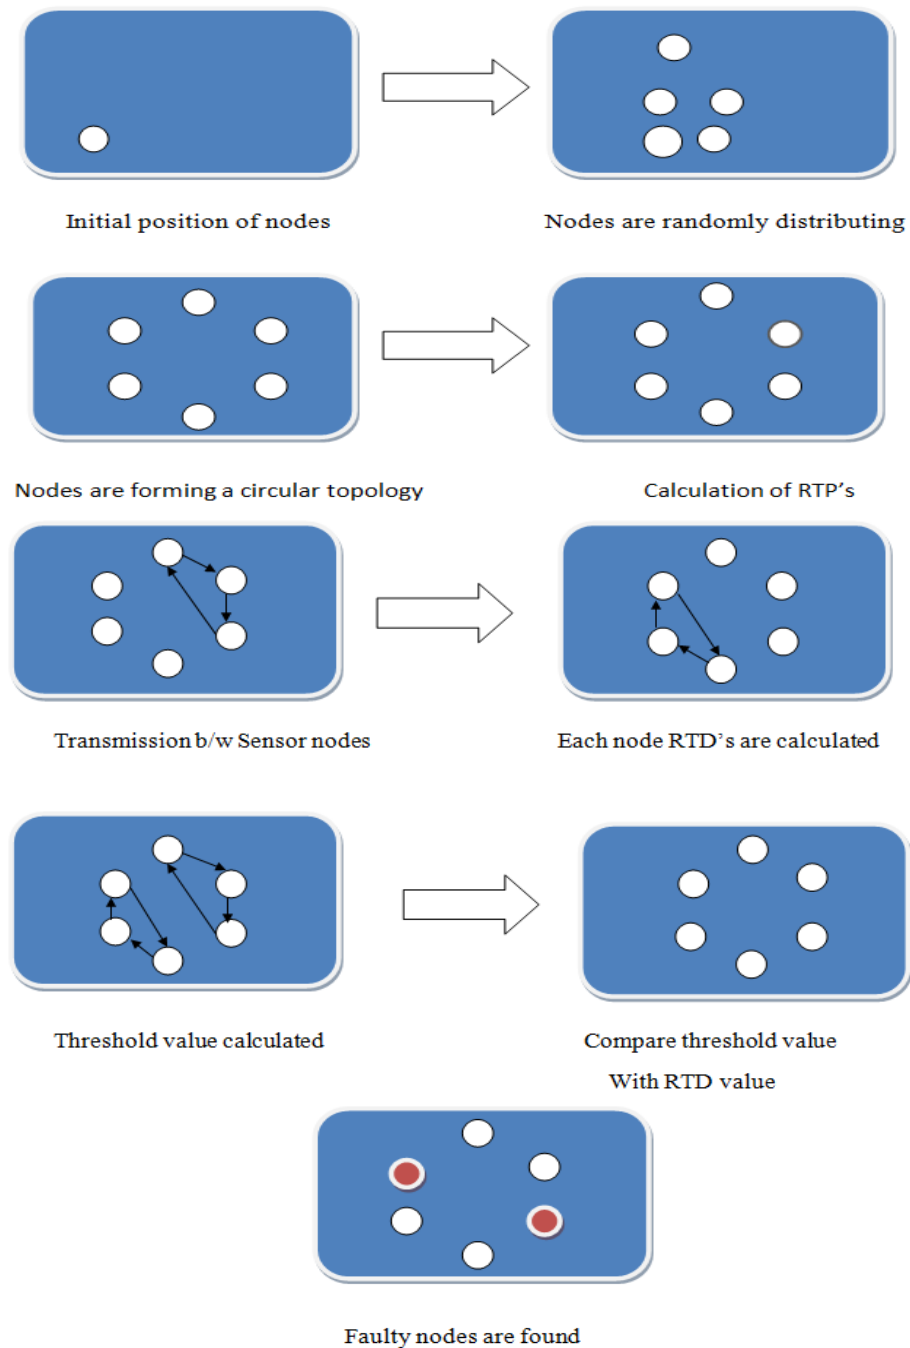 Initial position of nodes
Nodes are randomly distributing
Nodes are forming a circular topology
Calculation of RTP's
Transmission b/w Sensor nodes
Each node RTD's are calculated
Threshold value calculated
Compare threshold value
With RTD value
Faulty nodes are found